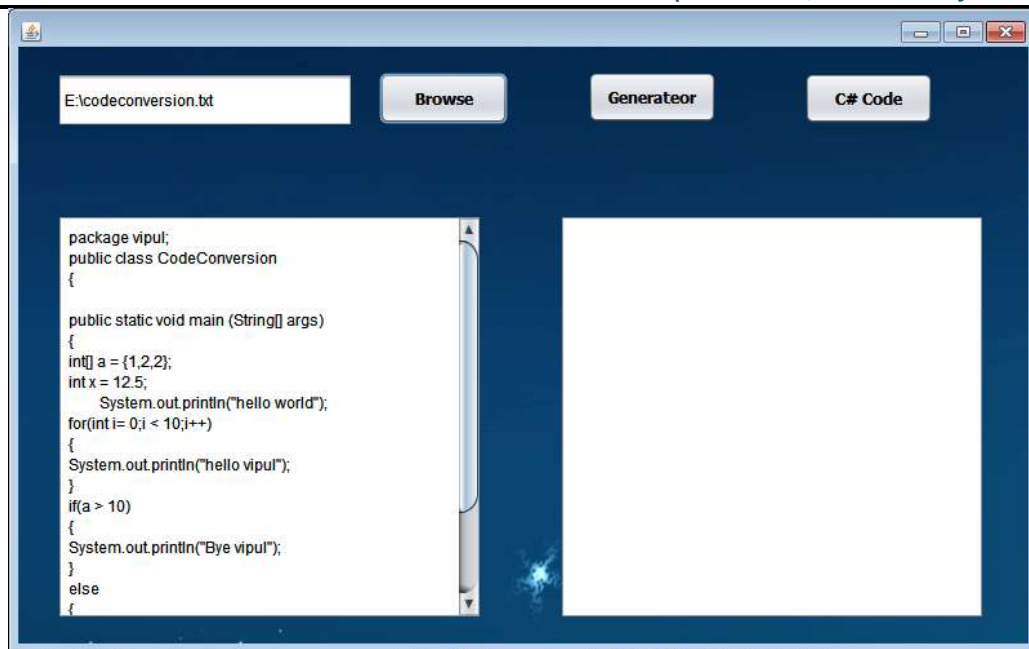 E:\codeconversion.txt
Browse
Generateor
C# Code
package vipul;
public class CodeConversion
{
public static void main (String[] args)
{
int[] a = {1,2,2};
int x = 12.5;
System.out.println("hello world");
for(int i= 0;i < 10;i++)
{
System.out.println("hello vipul");
}
if(a > 10)
{
System.out.println("Bye vipul");
}
else
{